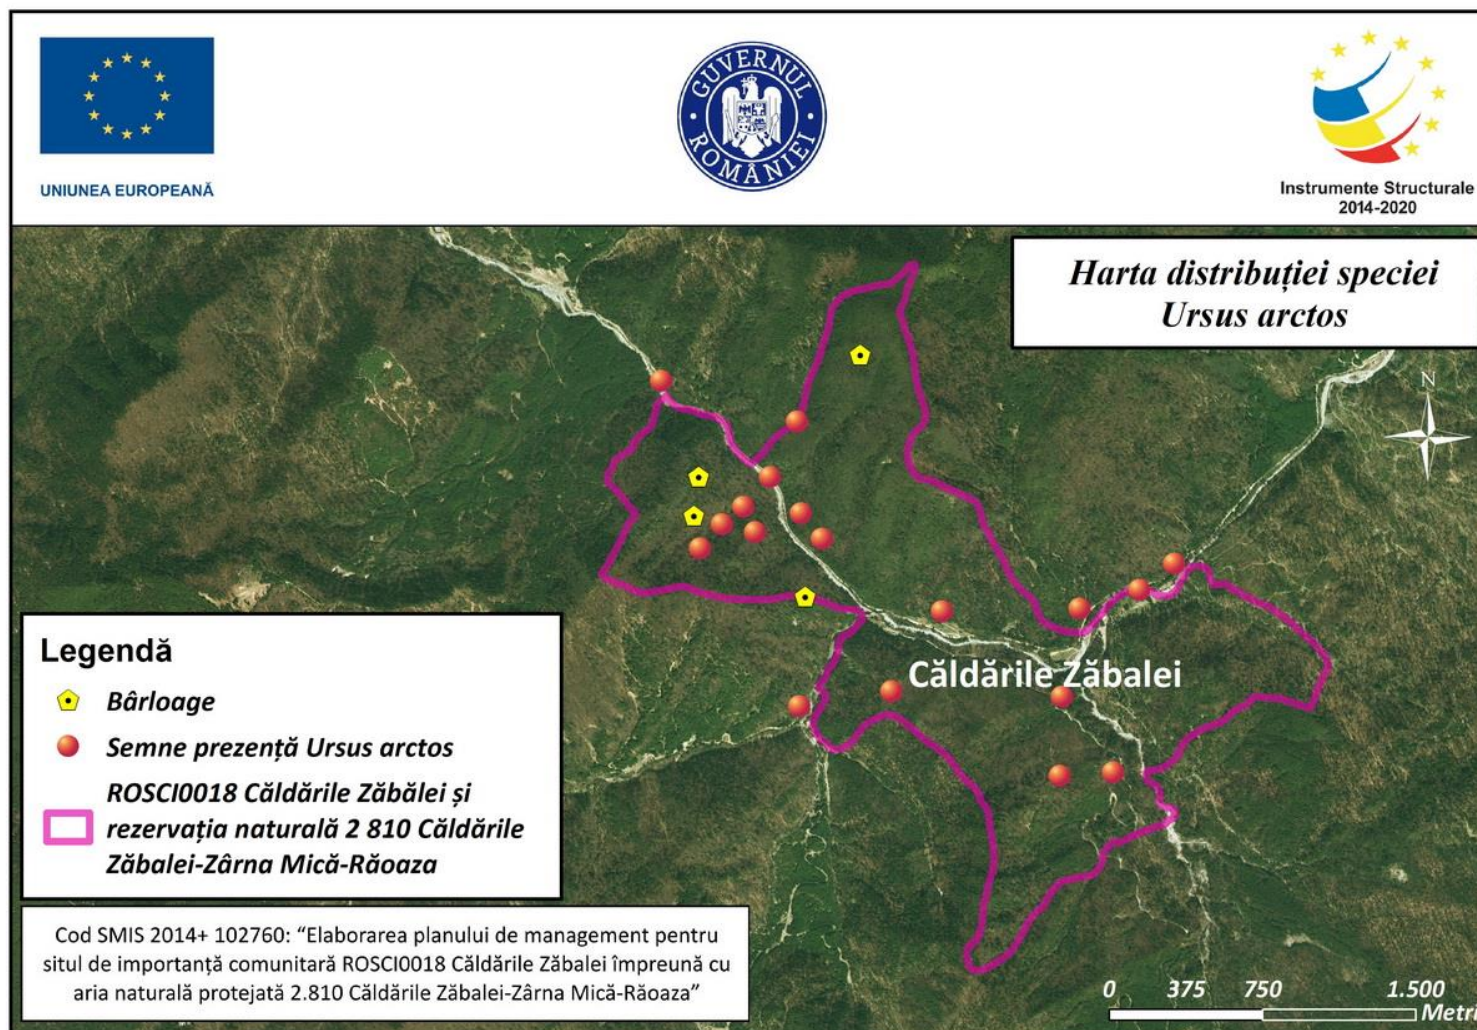 UNIUNEA EUROPEANĂ
GUVERNUL ROMÂNIEI
Instrumente Structurale
2014-2020
Harta distribuției speciei
Ursus arctos
N
Căldările Zăbalei
Legendă
Bârloage
Semne prezență Ursus arctos
ROSCI0018 Căldările Zăbălei și
rezervația naturală 2 810 Căldările
Zăbalei-Zârna Mică-Răoaza
Cod SMIS 2014+ 102760: “Elaborarea planului de management pentru
situl de importanță comunitară ROSCI0018 Căldările Zăbalei împreună cu
aria naturală protejată 2.810 Căldările Zăbalei-Zârna Mică-Răoaza”
0 375 750 1.500
Metri